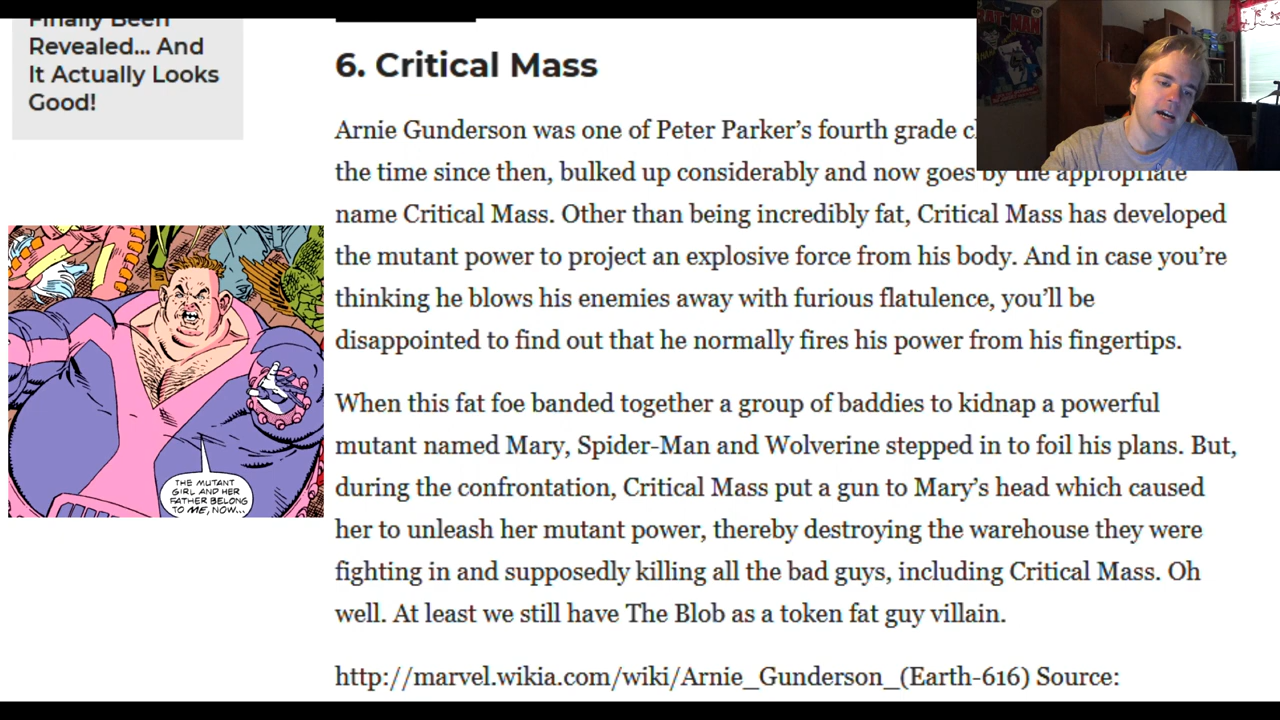 Finally Been
Revealed... And
It Actually Looks
Good!
6. Critical Mass
Arnie Gunderson was one of Peter Parker's fourth grade
the time since then, bulked up considerably and now goes by the appropriate
name Critical Mass. Other than being incredibly fat, Critical Mass has developed
the mutant power to project an explosive force from his body. And in case you're
thinking he blows his enemies away with furious flatulence, you'll be
disappointed to find out that he normally fires his power from his fingertips.
THE MUTANT
GIRL AND HER
FATHER BELONG
TO ME, NOW...
When this fat foe banded together a group of baddies to kidnap a powerful
mutant named Mary, Spider-Man and Wolverine stepped in to foil his plans. But,
during the confrontation, Critical Mass put a gun to Mary's head which caused
her to unleash her mutant power, thereby destroying the warehouse they were
fighting in and supposedly killing all the bad guys, including Critical Mass. Oh
well. At least we still have The Blob as a token fat guy villain.
http://marvel.wikia.com/wiki/Arnie_Gunderson_(Earth-616) Source: